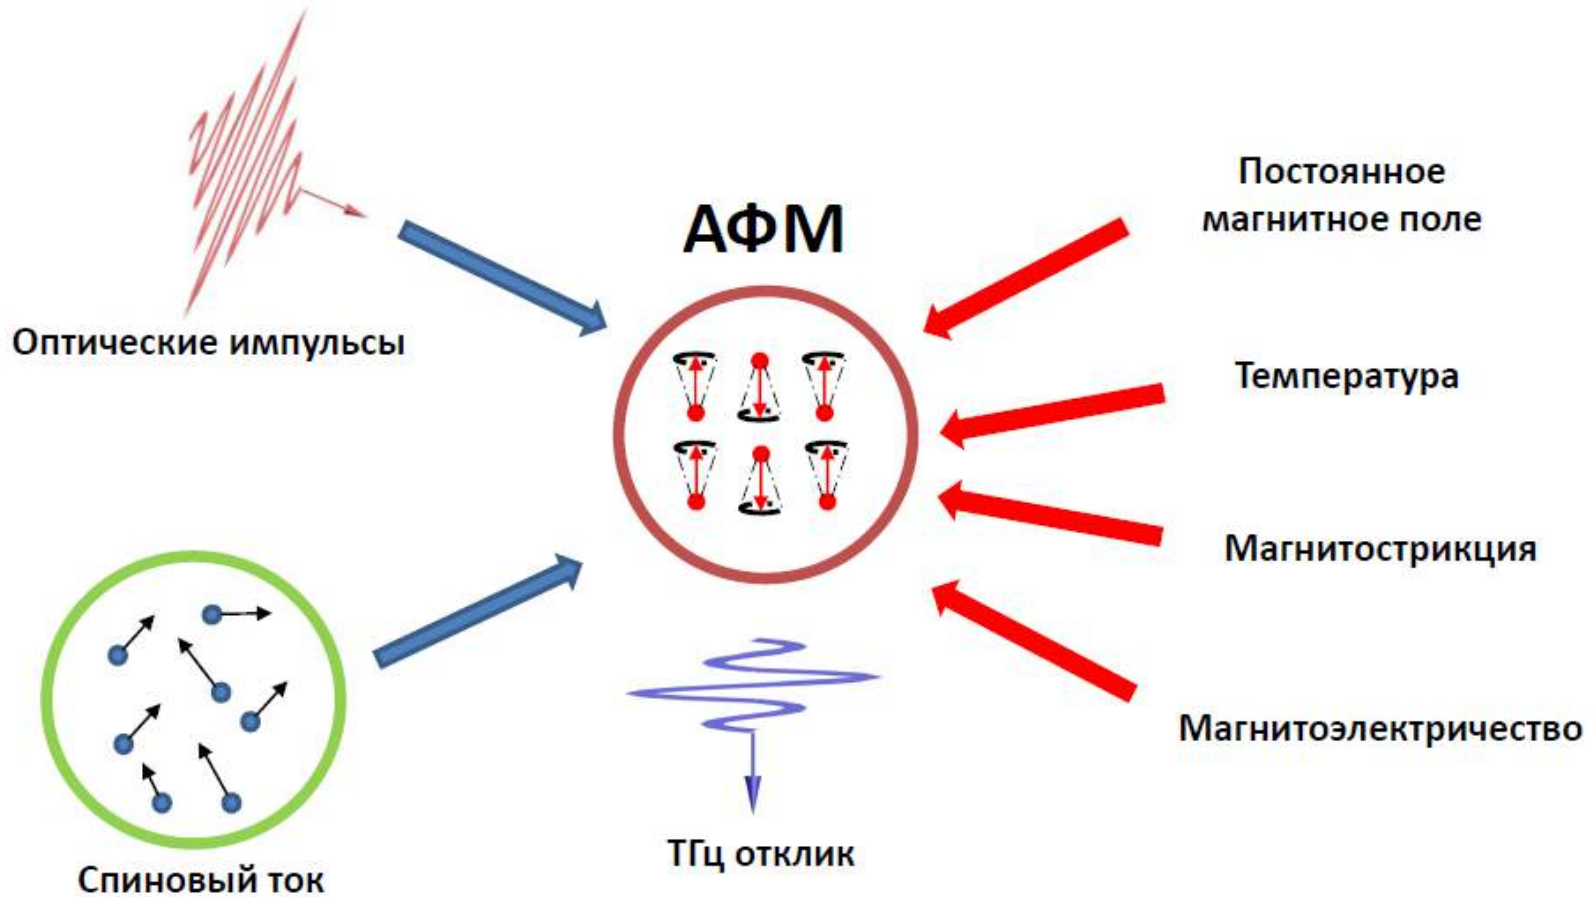 АФМ
Постоянное
магнитное поле
Оптические импульсы
Температура
Магнитострикция
Магнитоэлектричество
ТГц отклик
Спиновый ток